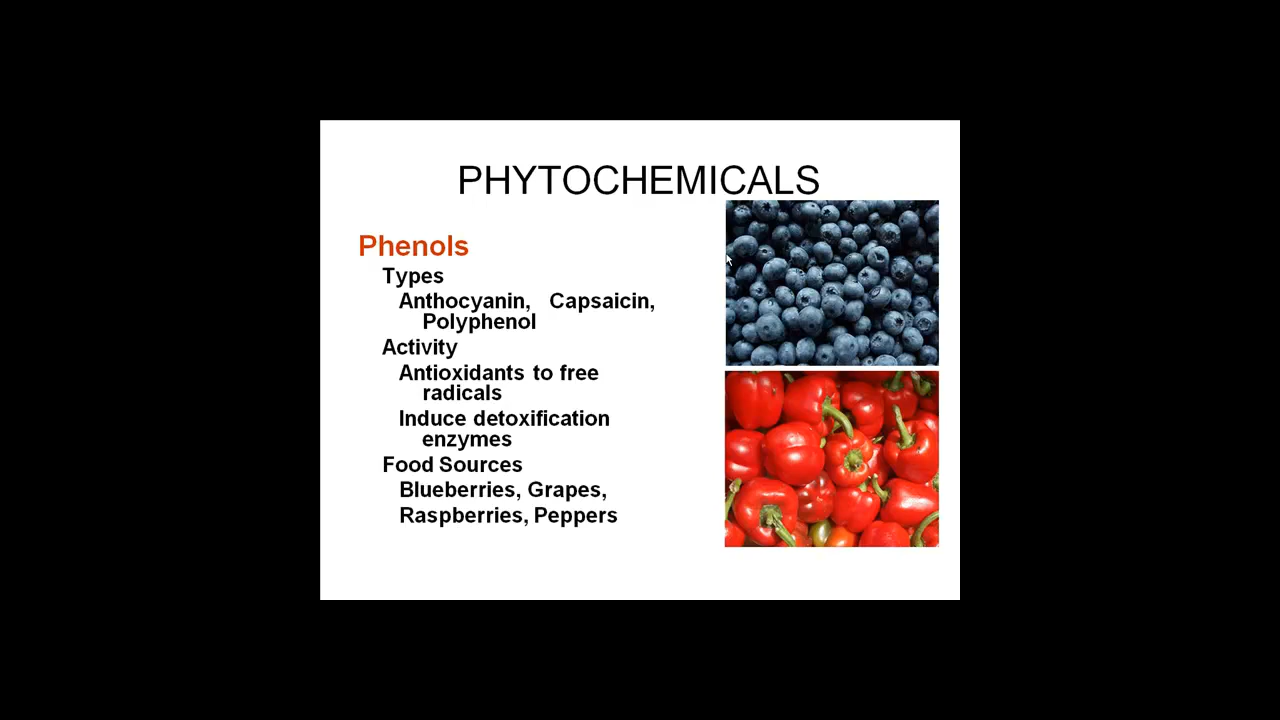 PHYTOCHEMICALS
Phenols
Types
Anthocyanin, Capsaicin,
Polyphenol
Activity
Antioxidants to free
radicals
Induce detoxification
enzymes
Food Sources
Blueberries, Grapes,
Raspberries, Peppers